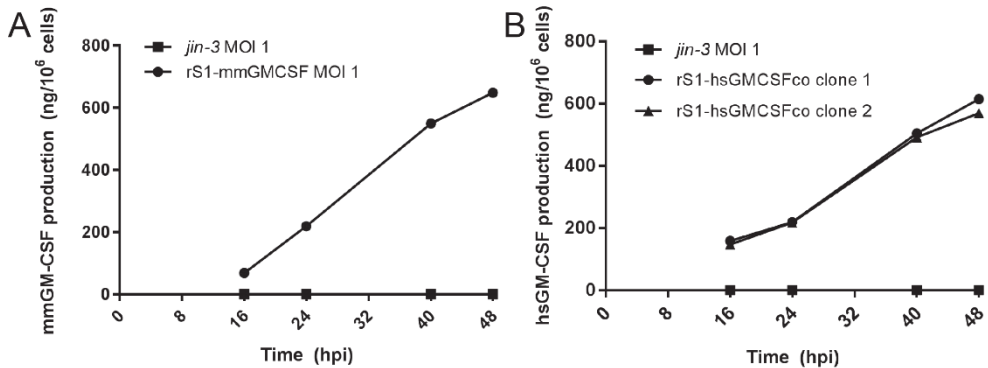 A
jin-3 MOI 1
rS1-mmGMCSF MOI 1
mmGM-CSF production (ng/10⁶ cells)
800
600
400
200
0
0 8 16 24 32 40 48
Time (hpi)
B
jin-3 MOI 1
rS1-hsGMCSFco clone 1
rS1-hsGMCSFco clone 2
hsGM-CSF production (ng/10⁶ cells)
800
600
400
200
0
0 8 16 24 32 40 48
Time (hpi)